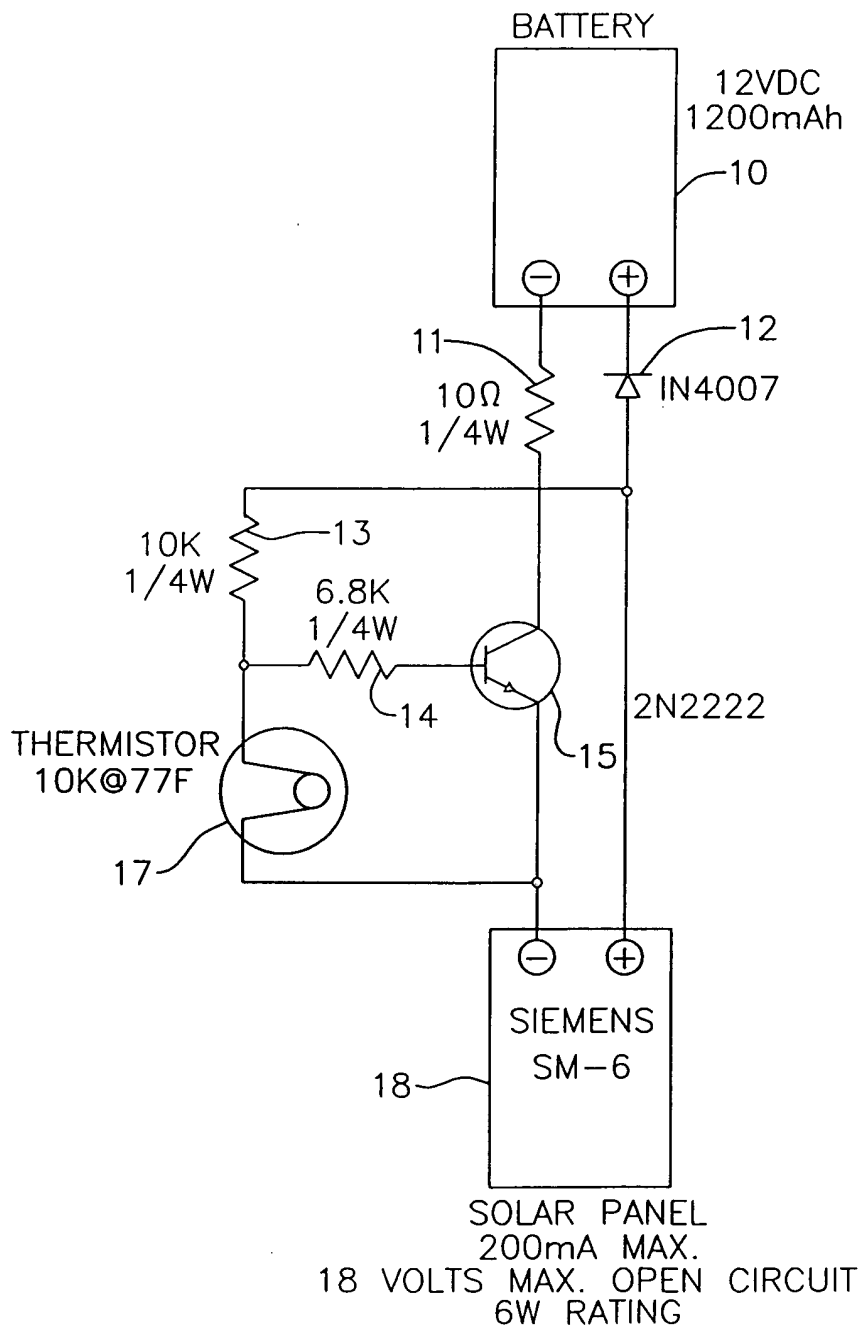 BATTERY
12VDC
1200mAh
10
−
+
11
12
10Ω
1/4W
IN4007
13
10K
1/4W
6.8K
1/4W
14
2N2222
15
THERMISTOR
10K@77F
17
−
+
SIEMENS
SM-6
18
SOLAR PANEL
200mA MAX.
18 VOLTS MAX. OPEN CIRCUIT
6W RATING